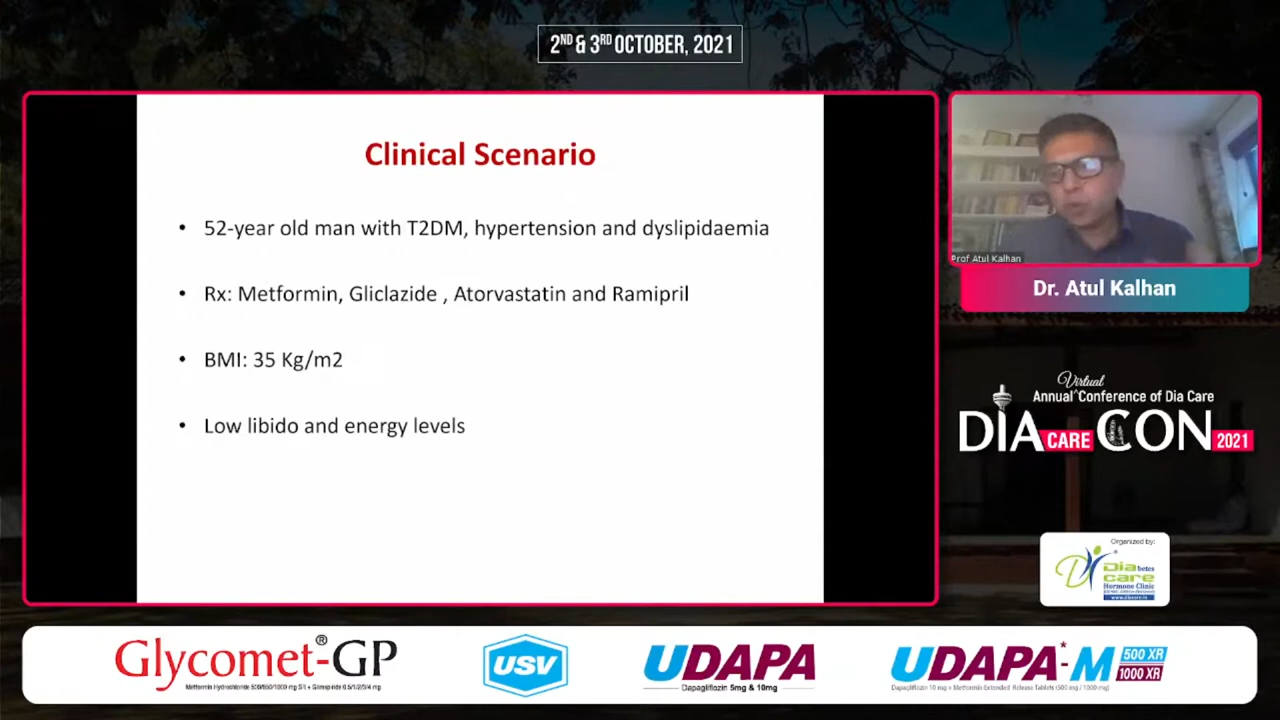 2ND & 3RD OCTOBER, 2021
Clinical Scenario
• 52-year old man with T2DM, hypertension and dyslipidaemia
• Rx: Metformin, Gliclazide , Atorvastatin and Ramipril
• BMI: 35 Kg/m2
• Low libido and energy levels
Prof Atul Kalhan
Dr. Atul Kalhan
Virtual
Annual ^ Conference of Dia Care
DIA CARE CON 2021
Organized by:
Diabetes
care
Hormone Clinic
www.diacare.in
Glycomet®-GP
Metformin Hydrochloride 500/850/1000 mg SR + Glimepiride 0.5/1/2/3/4 mg
USV
UDAPA
Dapagliflozin 5mg & 10mg
UDAPA*-M 500 XR
1000 XR
Dapagliflozin 10 mg + Metformin Extended Release Tablets (500 mg / 1000 mg)